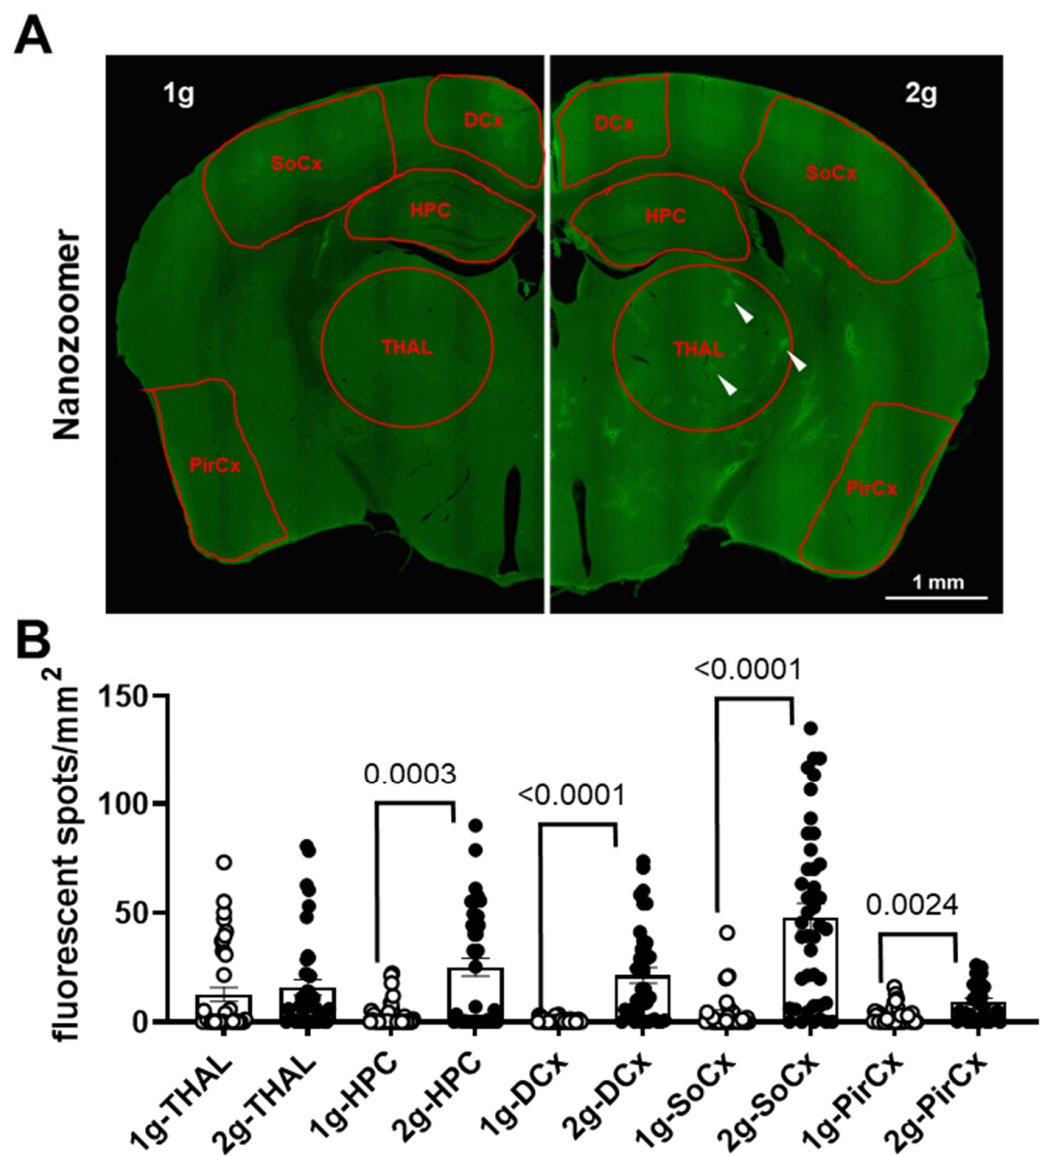 A
1g
2g
DCx
DCx
SoCx
SoCx
HPC
HPC
THAL
THAL
PirCx
PirCx
Nanozoomer
1 mm
B
fluorescent spots/mm²
150
100
50
0
0.0003
<0.0001
<0.0001
0.0024
1g-THAL
2g-THAL
1g-HPC
2g-HPC
1g-DCx
2g-DCx
1g-SoCx
2g-SoCx
1g-PirCx
2g-PirCx